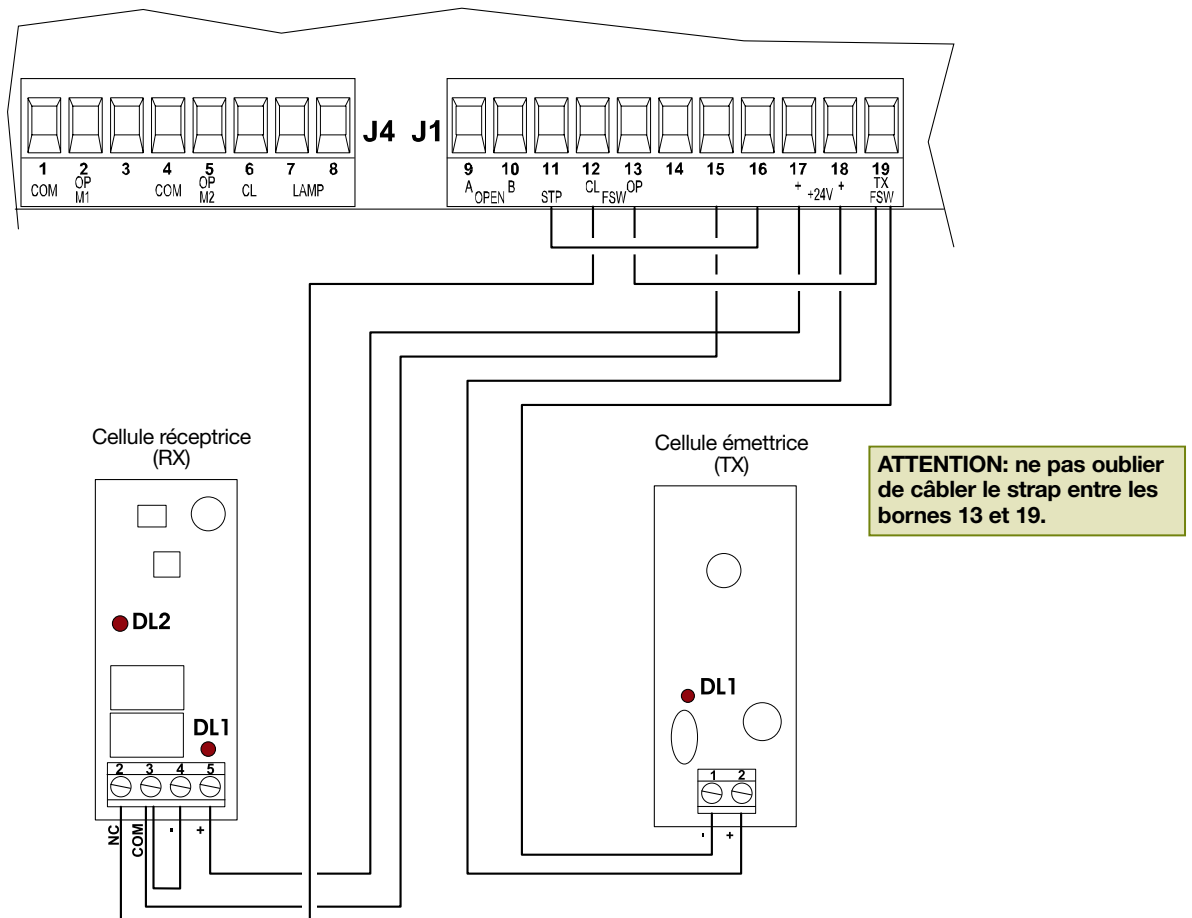 J4 J1
1 2 3 4 5 6 7 8
COM OP M1 COM OP M2 CL LAMP
9 10 11 12 13 14 15 16 17 18 19
A B CL OP + + TX
OPEN STP FSW +24V FSW
Cellule réceptrice
(RX)
DL2
DL1
2 3 4 5
NC COM - +
Cellule émettrice
(TX)
DL1
1 2
- +
ATTENTION: ne pas oublier
de câbler le strap entre les
bornes 13 et 19.